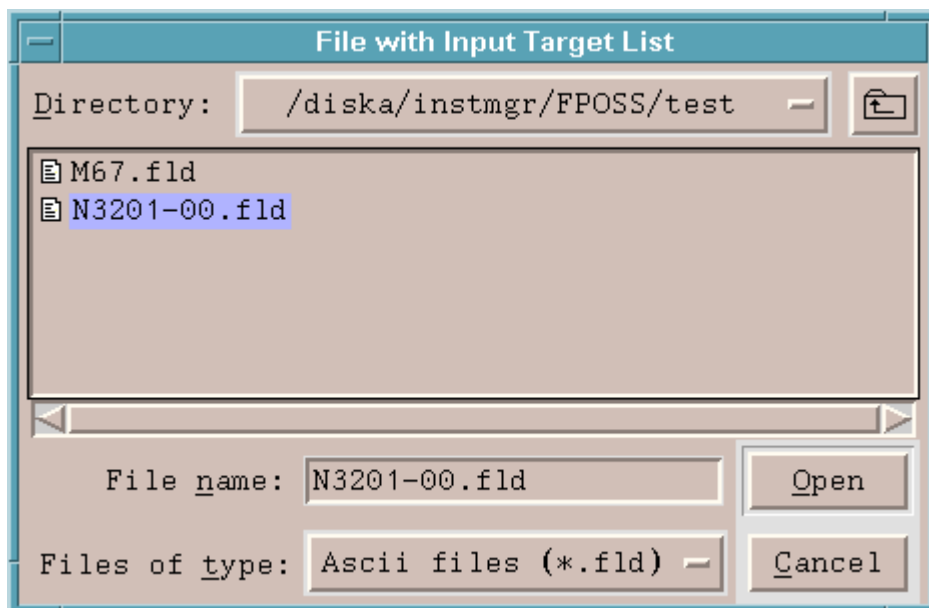 File with Input Target List
Directory: /diska/instmgr/FPOSS/test
M67.fld
N3201-00.fld
File name: N3201-00.fld Open
Files of type: Ascii files (*.fld) Cancel